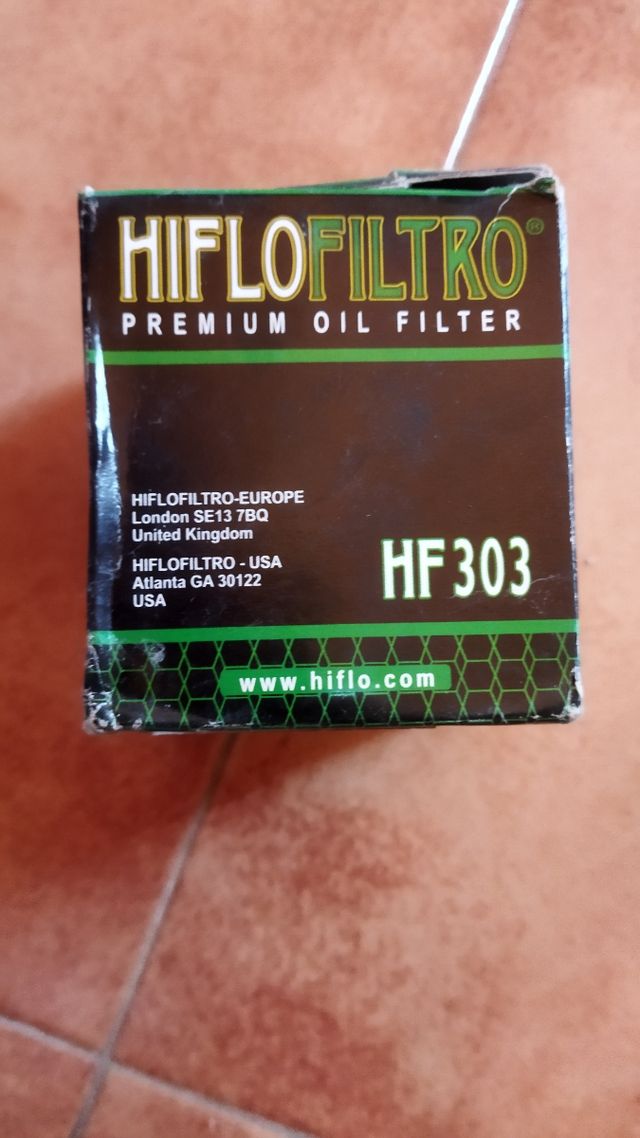 HIFLOFILTRO®
PREMIUM OIL FILTER
HIFLOFILTRO-EUROPE
London SE13 7BQ
United Kingdom
HIFLOFILTRO - USA
Atlanta GA 30122
USA
HF303
www.hiflo.com